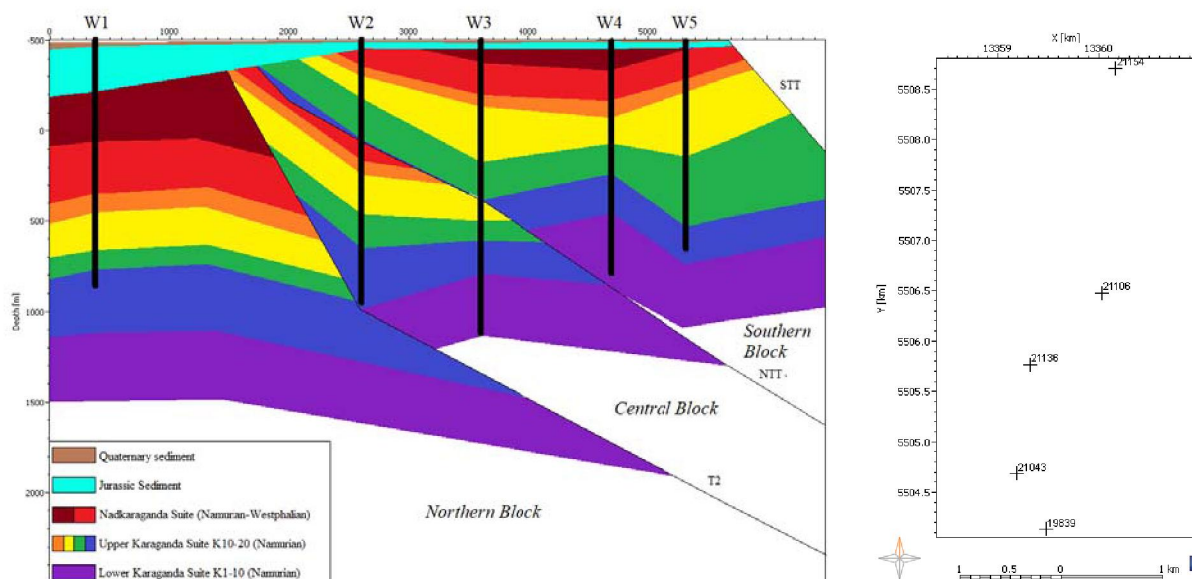 W1 W2 W3 W4 W5
0 1000 2000 3000 4000 5000
-500
0
500
1000
1500
2000
Depth [m]
STT
Southern
Block
NTT -
Central Block
T2
Northern Block
Quaternary sediment
Jurassic Sediment
Nadkaraganda Suite (Namuran-Westphalian)
Upper Karaganda Suite K10-20 (Namurian)
Lower Karaganda Suite K1-10 (Namurian)
X [km]
13359 13360
Y [km]
5508.5
5508.0
5507.5
5507.0
5506.5
5506.0
5505.5
5505.0
5504.5
21154
21106
21136
21043
19839
1 0.5 0 1 km